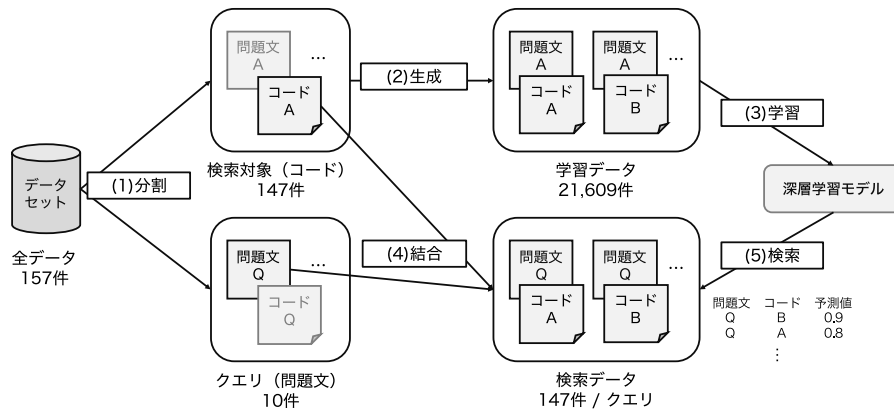 データ
セット
全データ
157件
(1)分割
問題文
A
...
コード
A
検索対象（コード）
147件
(2)生成
問題文
A
問題文
A
...
コード
A
コード
B
学習データ
21,609件
(3)学習
深層学習モデル
問題文
Q
...
コード
Q
クエリ（問題文）
10件
(4)結合
問題文
Q
問題文
Q
...
コード
A
コード
B
検索データ
147件 / クエリ
(5)検索
問題文 コード 予測値
Q B 0.9
Q A 0.8
⋮